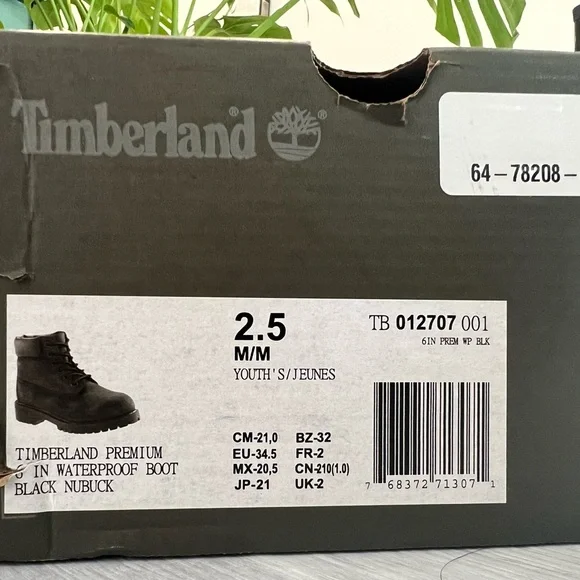 Timberland®
®
64-78208-
2.5
M/M
YOUTH'S/JEUNES
TB 012707 001
6IN PREM WP BLK
TIMBERLAND PREMIUM
6 IN WATERPROOF BOOT
BLACK NUBUCK
CM-21,0 BZ-32
EU-34.5 FR-2
MX-20,5 CN-210(1.0)
JP-21 UK-2
7 68372 71307 1